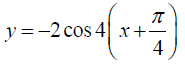 y = −2 cos 4(x + π/4)